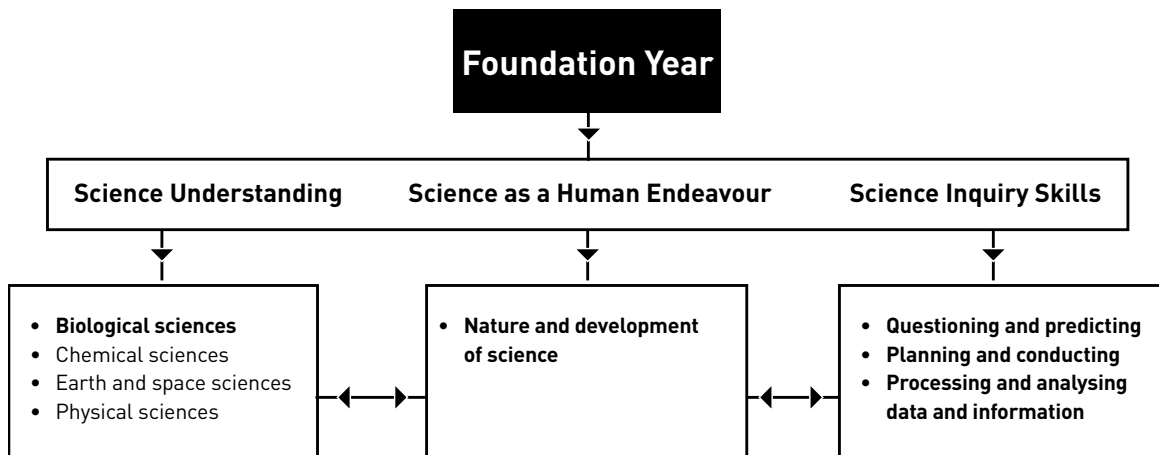 Foundation Year
Science Understanding
Science as a Human Endeavour
Science Inquiry Skills
• Biological sciences
• Chemical sciences
• Earth and space sciences
• Physical sciences
• Nature and development
of science
• Questioning and predicting
• Planning and conducting
• Processing and analysing
data and information